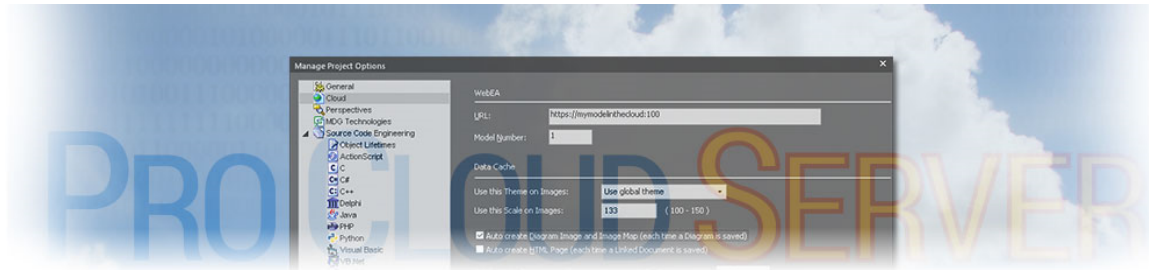 Manage Project Options
General
Cloud
Perspectives
MDG Technologies
Source Code Engineering
Object Lifetimes
ActionScript
C
C#
C++
Delphi
Java
PHP
Python
Visual Basic
VB.Net
WebEA
URL: https://mymodelinthecloud:100
Model Number: 1
Data Cache
Use this Theme on Images: Use global theme
Use this Scale on Images: 133 ( 100 - 150 )
Auto create Diagram Image and Image Map (each time a Diagram is saved)
Auto create HTML Page (each time a Linked Document is saved)
PRO CLOUD SERVER